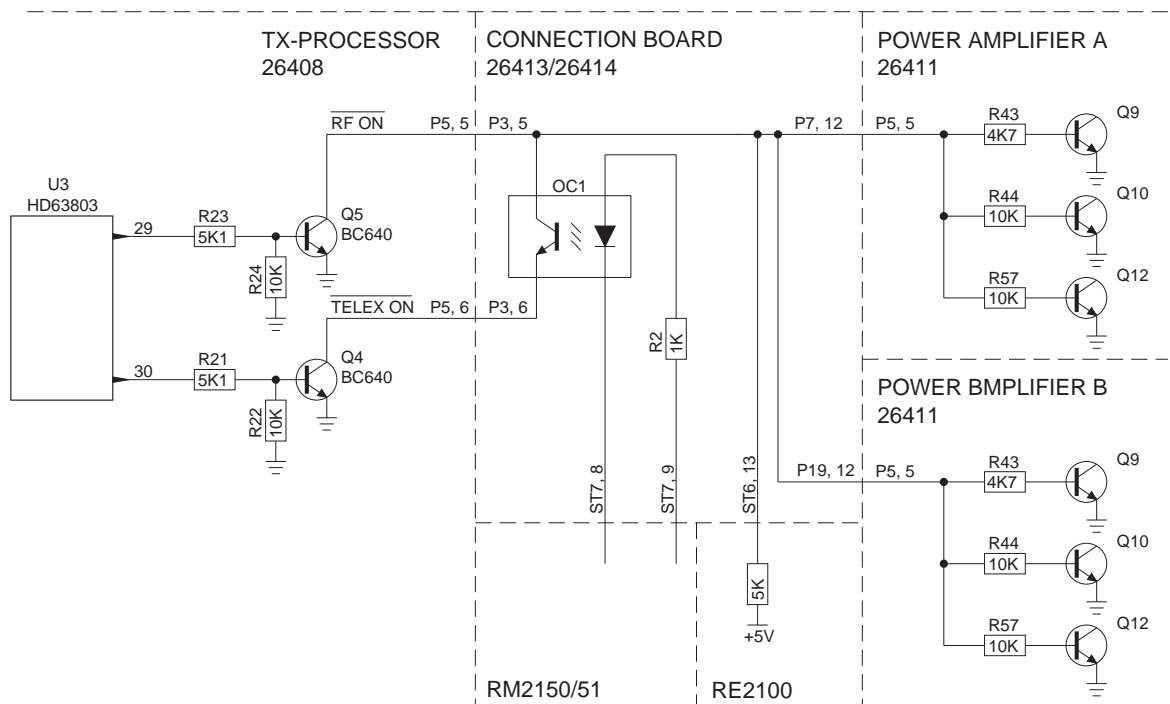 TX-PROCESSOR
26408
CONNECTION BOARD
26413/26414
POWER AMPLIFIER A
26411
RF ON
P5, 5
P3, 5
P7, 12
P5, 5
R43
4K7
Q9
U3
HD63803
OC1
R44
10K
Q10
29
R23
5K1
Q5
BC640
R24
10K
R57
10K
Q12
TELEX ON
P5, 6
P3, 6
R2
1K
30
R21
5K1
Q4
BC640
R22
10K
POWER BMPLIFIER B
26411
ST7, 8
ST7, 9
ST6, 13
P19, 12
P5, 5
R43
4K7
Q9
R44
10K
Q10
5K
+5V
R57
10K
Q12
RM2150/51
RE2100